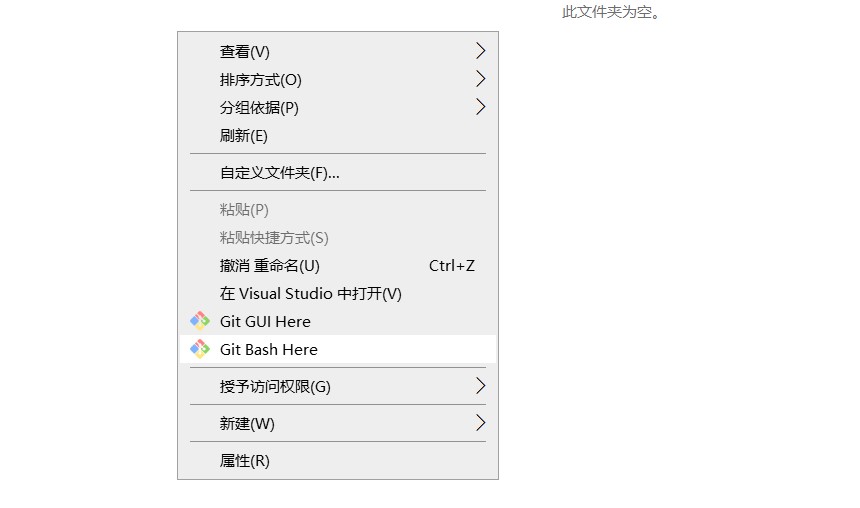 此文件夹为空。
查看(V)
排序方式(O)
分组依据(P)
刷新(E)
自定义文件夹(F)...
粘贴(P)
粘贴快捷方式(S)
撤消 重命名(U) Ctrl+Z
在 Visual Studio 中打开(V)
Git GUI Here
Git Bash Here
授予访问权限(G)
新建(W)
属性(R)